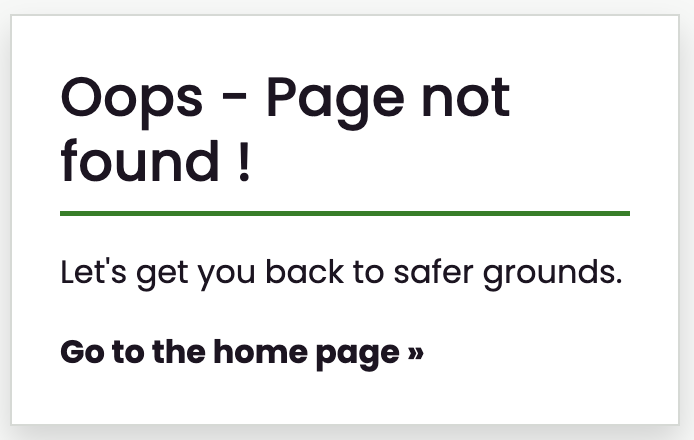 Oops - Page not
found !
Let's get you back to safer grounds.
Go to the home page »